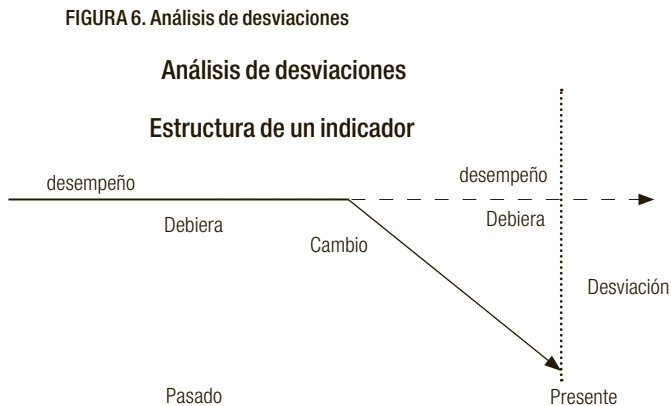 FIGURA 6. Análisis de desviaciones
Análisis de desviaciones
Estructura de un indicador
desempeño
desempeño
Debiera
Debiera
Cambio
Desviación
Pasado
Presente